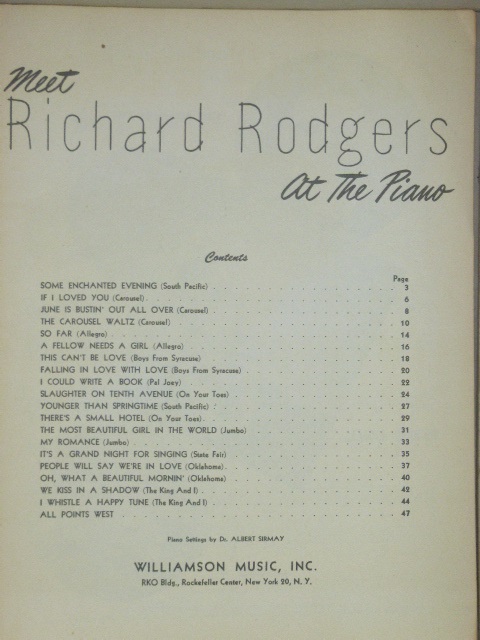 Meet
Richard Rodgers
At The Piano
Contents
Page
SOME ENCHANTED EVENING (South Pacific) 3
IF I LOVED YOU (Carousel) 6
JUNE IS BUSTIN' OUT ALL OVER (Carousel) 8
THE CAROUSEL WALTZ (Carousel) 10
SO FAR (Allegro) 14
A FELLOW NEEDS A GIRL (Allegro) 16
THIS CAN'T BE LOVE (Boys From Syracuse) 18
FALLING IN LOVE WITH LOVE (Boys From Syracuse) 20
I COULD WRITE A BOOK (Pal Joey) 22
SLAUGHTER ON TENTH AVENUE (On Your Toes) 24
YOUNGER THAN SPRINGTIME (South Pacific) 27
THERE'S A SMALL HOTEL (On Your Toes) 29
THE MOST BEAUTIFUL GIRL IN THE WORLD (Jumbo) 31
MY ROMANCE (Jumbo) 33
IT'S A GRAND NIGHT FOR SINGING (State Fair) 35
PEOPLE WILL SAY WE'RE IN LOVE (Oklahoma) 37
OH, WHAT A BEAUTIFUL MORNIN' (Oklahoma) 40
WE KISS IN A SHADOW (The King And I) 42
I WHISTLE A HAPPY TUNE (The King And I) 44
ALL POINTS WEST 47
Piano Settings by Dr. ALBERT SIRMAY
WILLIAMSON MUSIC, INC.
RKO Bldg., Rockefeller Center, New York 20, N. Y.